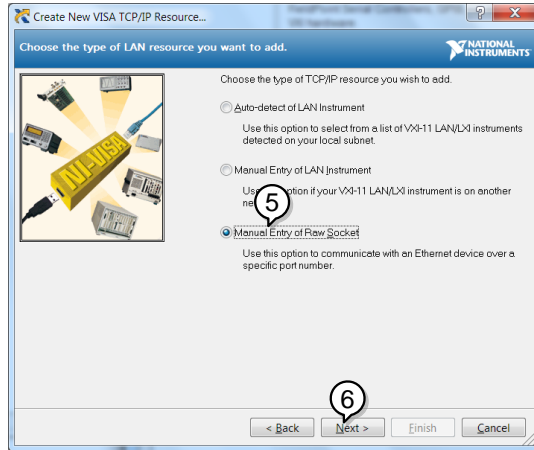 Create New VISA TCP/IP Resource...
Choose the type of LAN resource you want to add.
NATIONAL
INSTRUMENTS
Choose the type of TCP/IP resource you wish to add.
Auto-detect of LAN Instrument
Use this option to select from a list of VXI-11 LAN/LXI instruments
detected on your local subnet.
Manual Entry of LAN Instrument
option if your VXI-11 LAN/LXI instrument is on another
5
Manual Entry of Raw Socket
Use this option to communicate with an Ethernet device over a
specific port number.
NI-VISA
6
< Back
Next >
Finish
Cancel